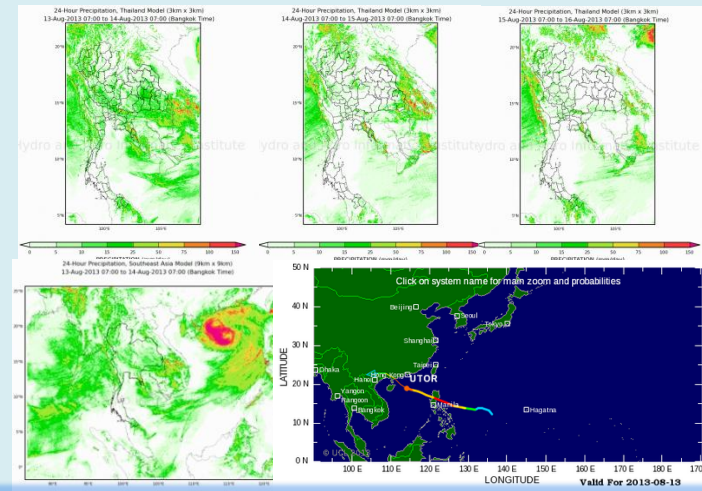 24-Hour Precipitation, Thailand Model (3km x 3km)
13-Aug-2013 07:00 to 14-Aug-2013 07:00 (Bangkok Time)
24-Hour Precipitation, Thailand Model (3km x 3km)
14-Aug-2013 07:00 to 15-Aug-2013 07:00 (Bangkok Time)
24-Hour Precipitation, Thailand Model (3km x 3km)
15-Aug-2013 07:00 to 16-Aug-2013 07:00 (Bangkok Time)
0 5 10 15 25 50 75 100 150
0 5 10 15 25 50 75 100 150
0 5 10 15 25 50 75 100 150
24-Hour Precipitation, Southeast Asia Model (9km x 9km)
13-Aug-2013 07:00 to 14-Aug-2013 07:00 (Bangkok Time)
Click on system name for main zoom and probabilities
50 N
40 N
30 N
20 N
10 N
0 N
LATITUDE
Beijing
Seoul
Tokyo
Shanghai
Taipei
Dhaka
Hong Kong
Hanoi
UTOR
Yangon
Rangoon
Manila
Bangkok
Hagatna
100 E 110 E 120 E 130 E 140 E 150 E 160 E
LONGITUDE
Valid For 2013-08-13